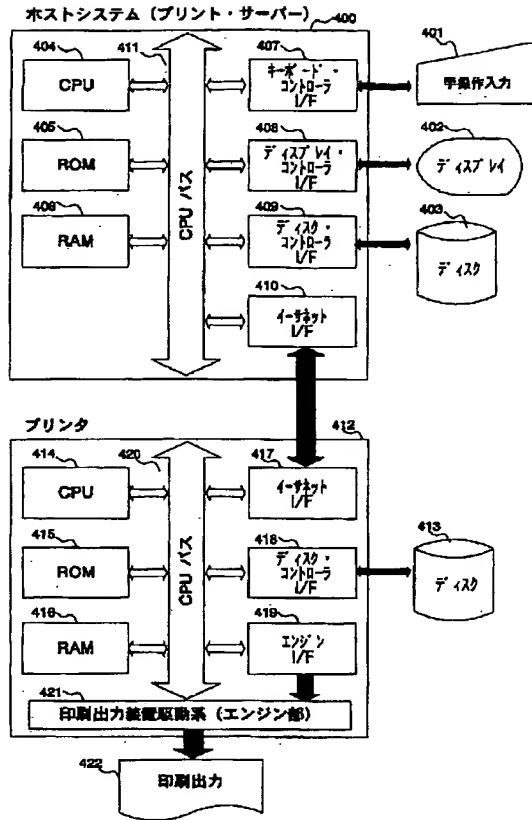 ホストシステム（プリント・サーバー）
400
404
CPU
405
ROM
406
RAM
411
CPU バス
407
キーボード・
コントローラ
I/F
408
ディスプレイ・
コントローラ
I/F
409
ディスク・
コントローラ
I/F
410
イーサネット
I/F
401
手操作入力
402
ディスプレイ
403
ディスク
プリンタ
412
414
CPU
415
ROM
416
RAM
420
CPU バス
417
イーサネット
I/F
418
ディスク・
コントローラ
I/F
419
エンジン
I/F
413
ディスク
421
印刷出力装置駆動系（エンジン部）
422
印刷出力